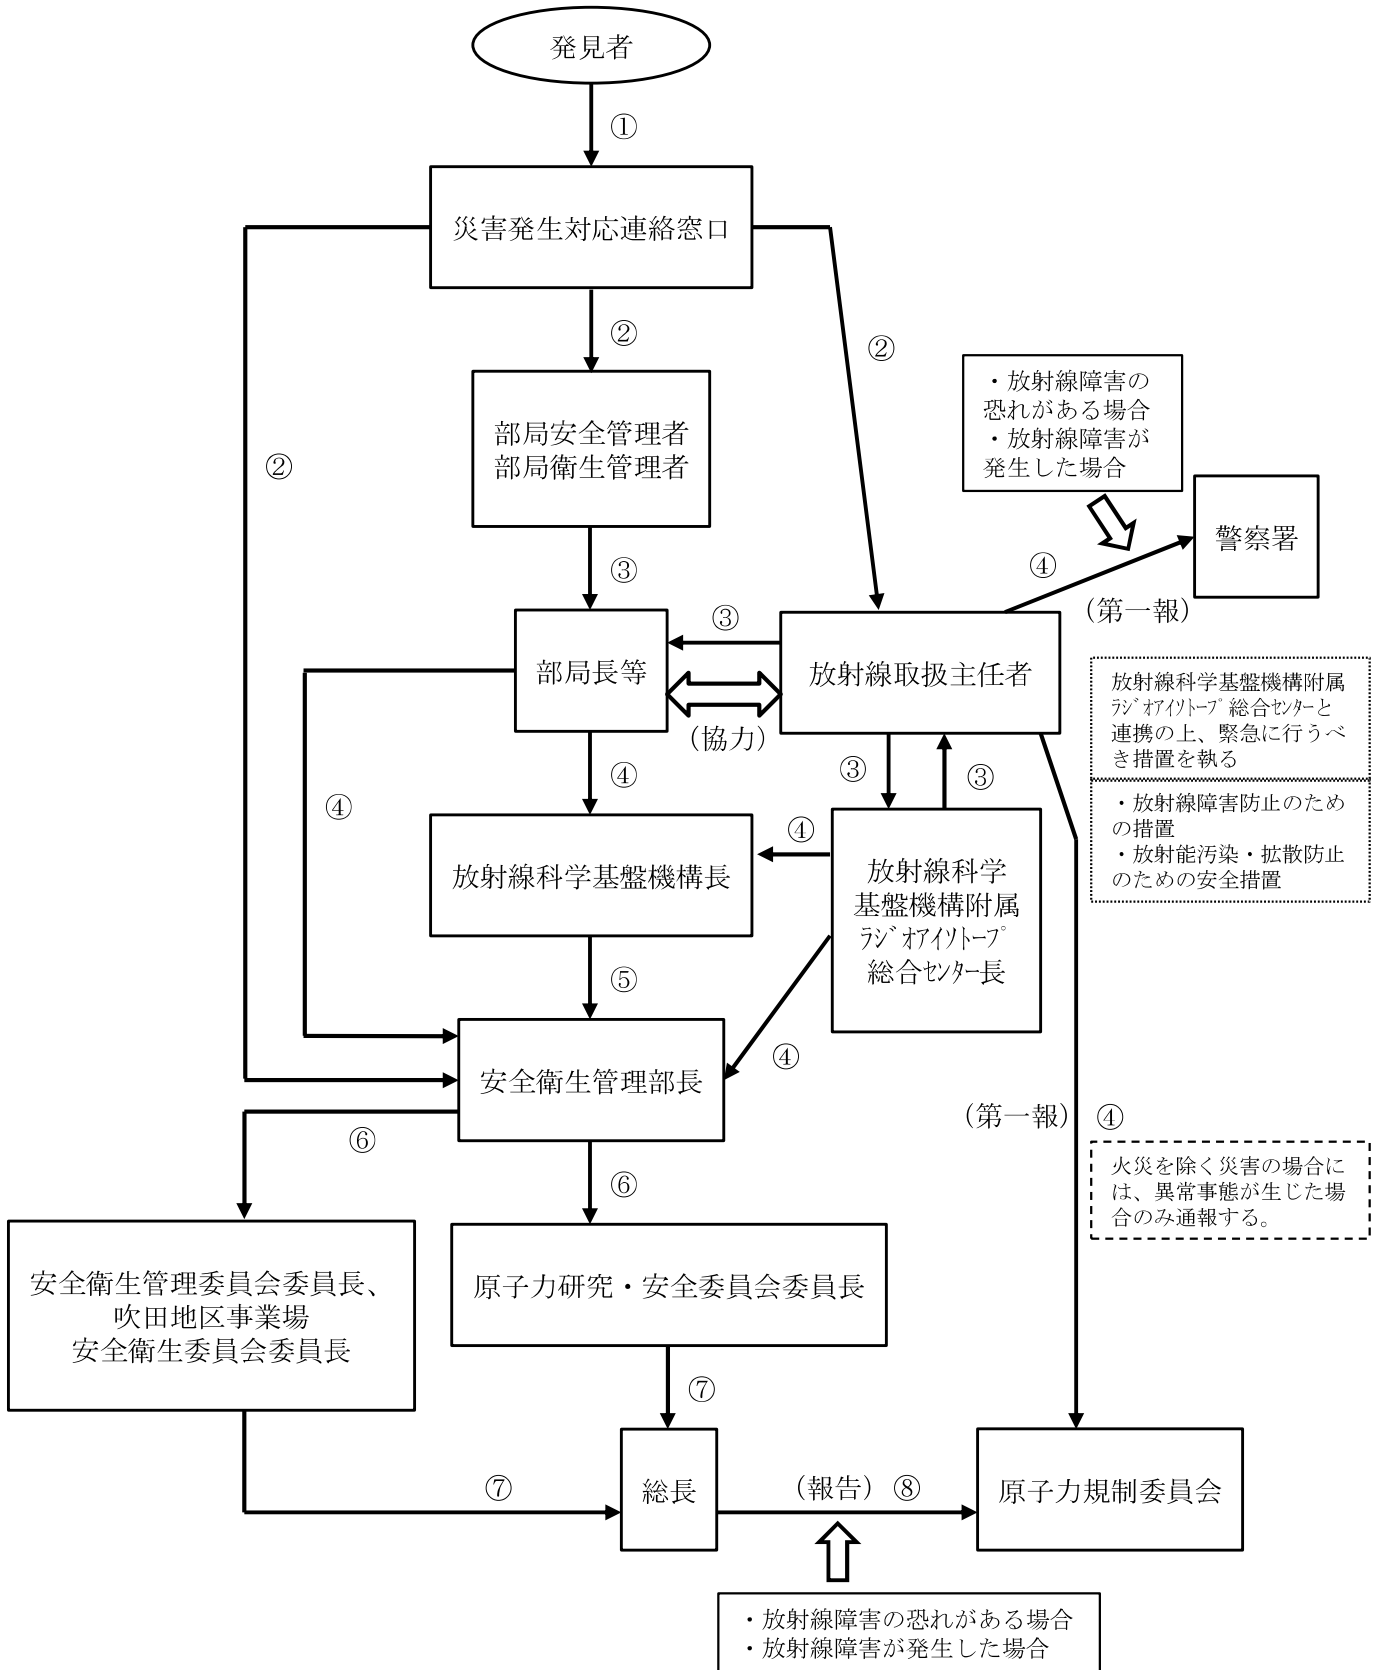 発見者
①
災害発生対応連絡窓口
②
②
②
部局安全管理者
部局衛生管理者
・放射線障害の
恐れがある場合
・放射線障害が
発生した場合
警察署
④
(第一報)
③
③
部局長等
(協力)
放射線取扱主任者
放射線科学基盤機構附属
ラジオアイソトープ総合センターと
連携の上、緊急に行うべ
き措置を執る
・放射線障害防止のため
の措置
・放射能汚染・拡散防止
のための安全措置
④
④
③
③
④
放射線科学基盤機構長
放射線科学
基盤機構附属
ラジオアイソトープ
総合センター長
⑤
④
安全衛生管理部長
(第一報)
④
火災を除く災害の場合に
は、異常事態が生じた場
合のみ通報する。
⑥
⑥
安全衛生管理委員会委員長、
吹田地区事業場
安全衛生委員会委員長
原子力研究・安全委員会委員長
⑦
⑦
総長
(報告) ⑧
原子力規制委員会
・放射線障害の恐れがある場合
・放射線障害が発生した場合